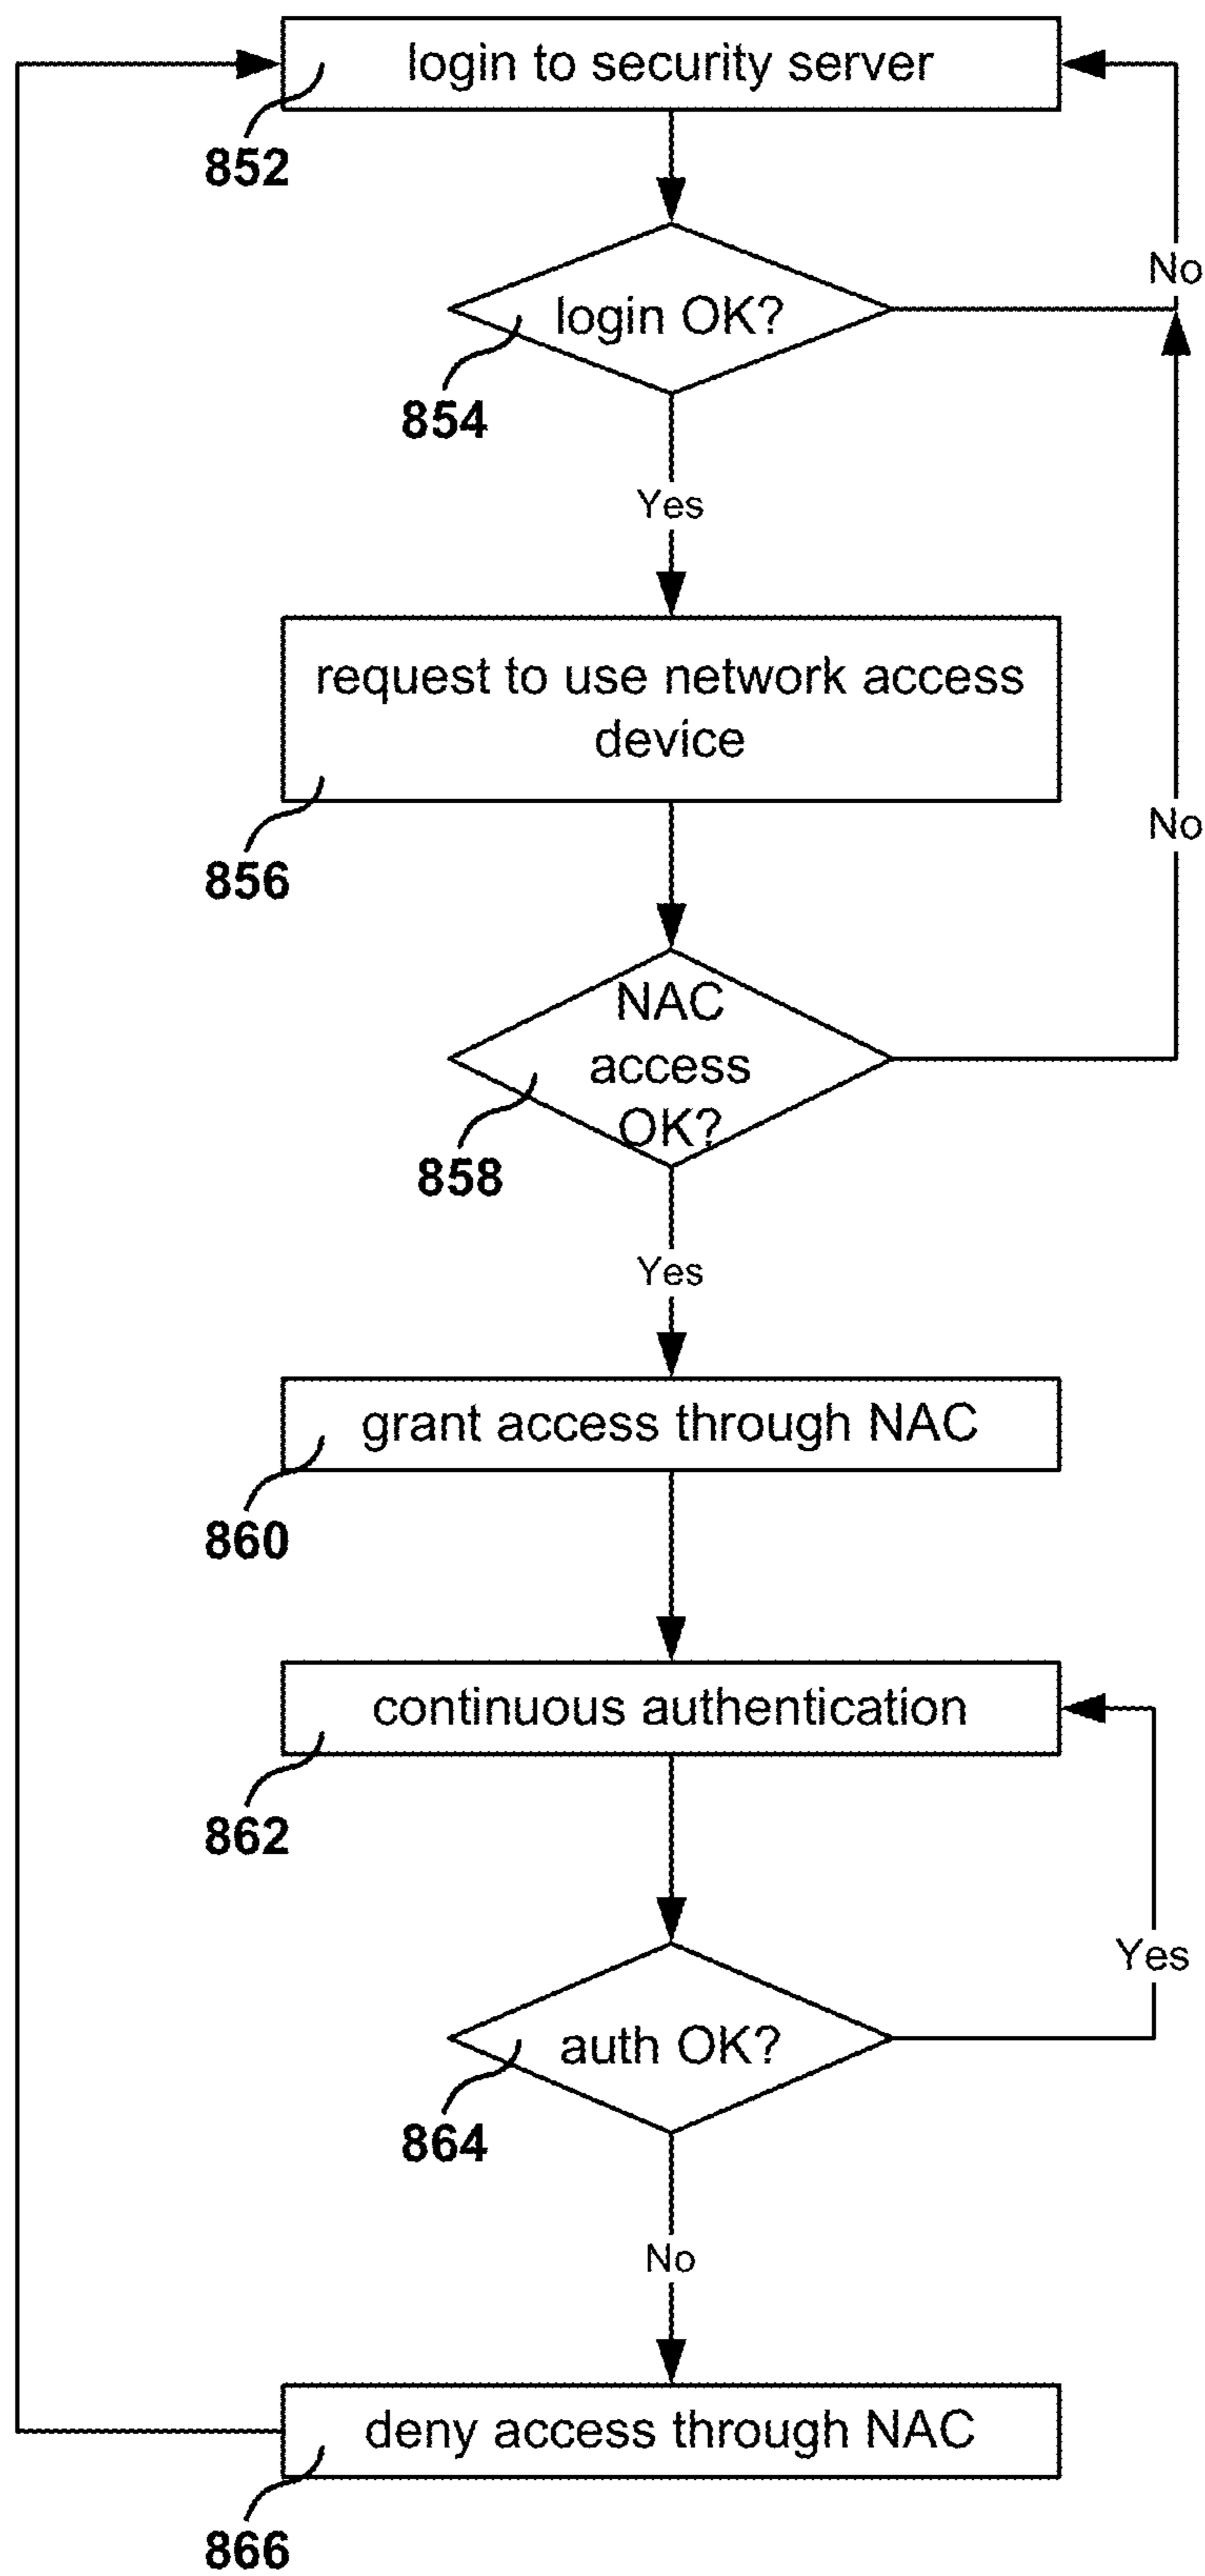 login to security server
852
No
login OK?
854
Yes
request to use network access
device
856
No
NAC
access
OK?
858
Yes
grant access through NAC
860
continuous authentication
862
Yes
auth OK?
864
No
deny access through NAC
866